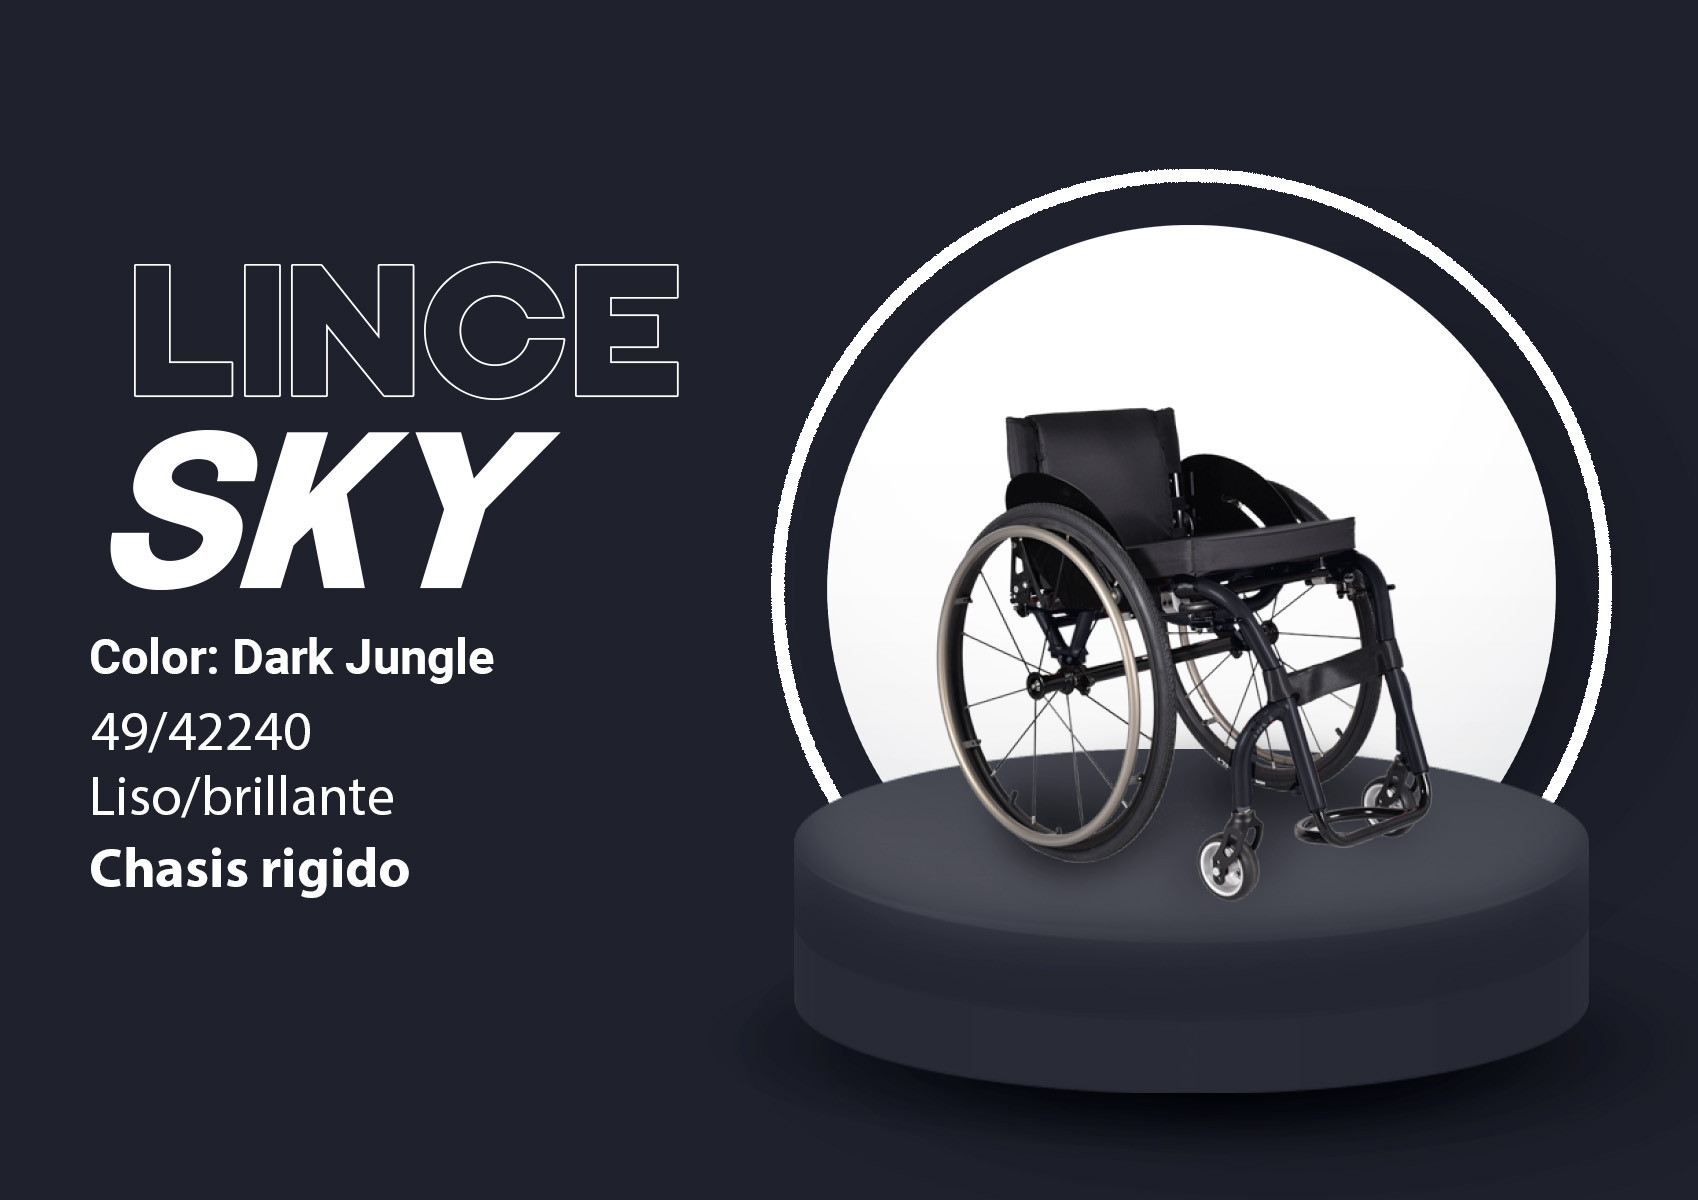 LINCE
SKY
Color: Dark Jungle
49/42240
Liso/brillante
Chasis rigido